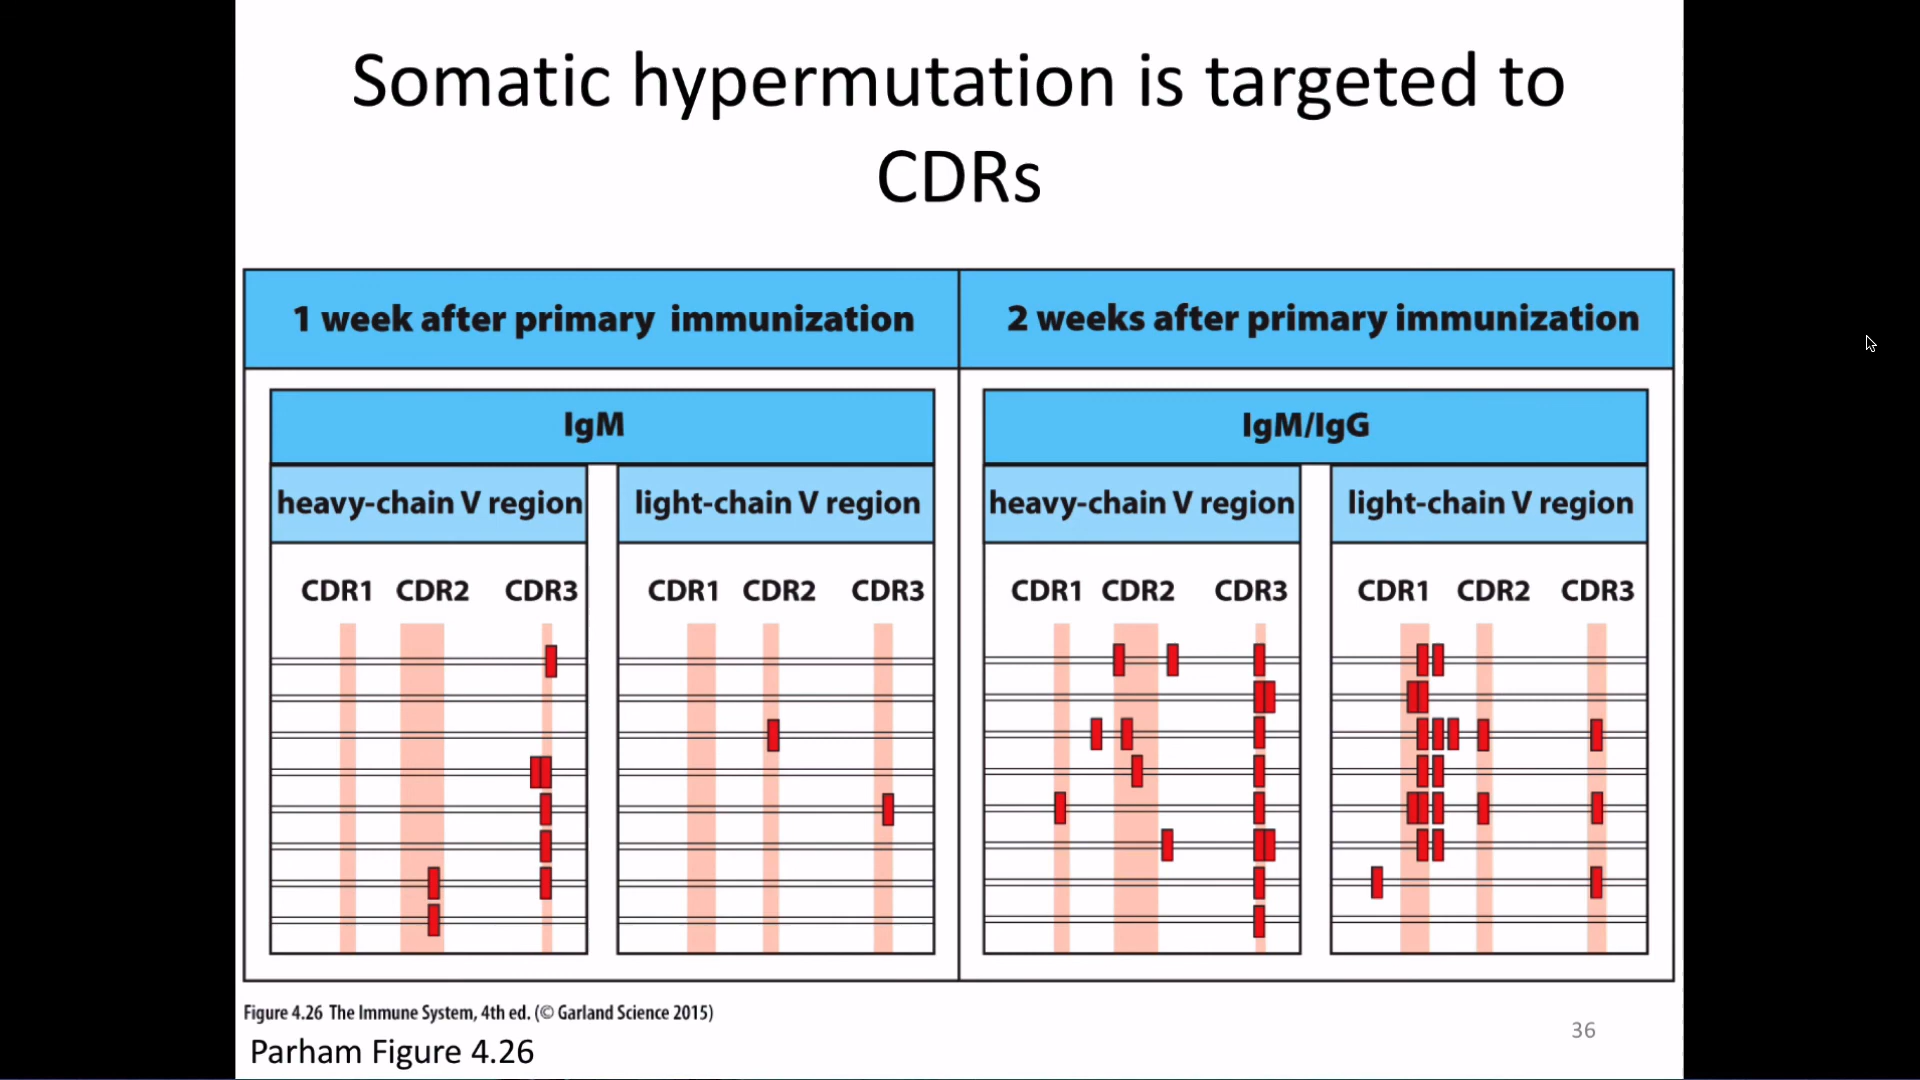 Somatic hypermutation is targeted to
CDRs
1 week after primary immunization
2 weeks after primary immunization
IgM
IgM/IgG
heavy-chain V region
light-chain V region
heavy-chain V region
light-chain V region
CDR1 CDR2 CDR3
CDR1 CDR2 CDR3
CDR1 CDR2 CDR3
CDR1 CDR2 CDR3
Figure 4.26 The Immune System, 4th ed. (© Garland Science 2015)
36
Parham Figure 4.26